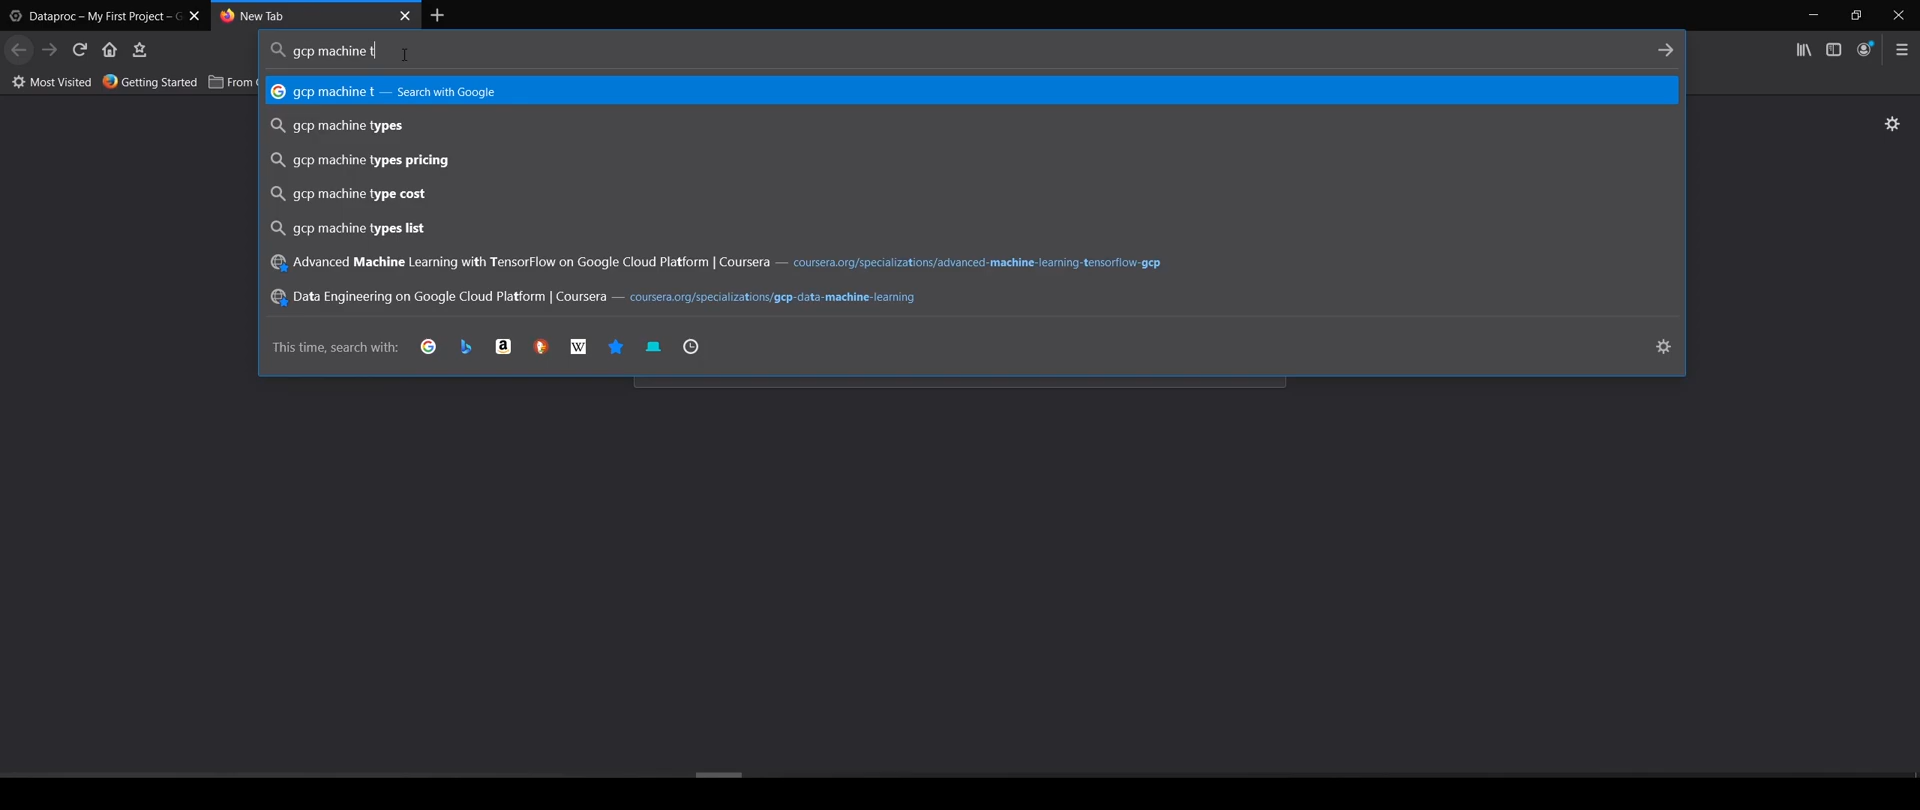 Dataproc – My First Project – G
New Tab
gcp machine t
Most Visited
Getting Started
From G
gcp machine t — Search with Google
gcp machine types
gcp machine types pricing
gcp machine type cost
gcp machine types list
Advanced Machine Learning with TensorFlow on Google Cloud Platform | Coursera — coursera.org/specializations/advanced-machine-learning-tensorflow-gcp
Data Engineering on Google Cloud Platform | Coursera — coursera.org/specializations/gcp-data-machine-learning
This time, search with: